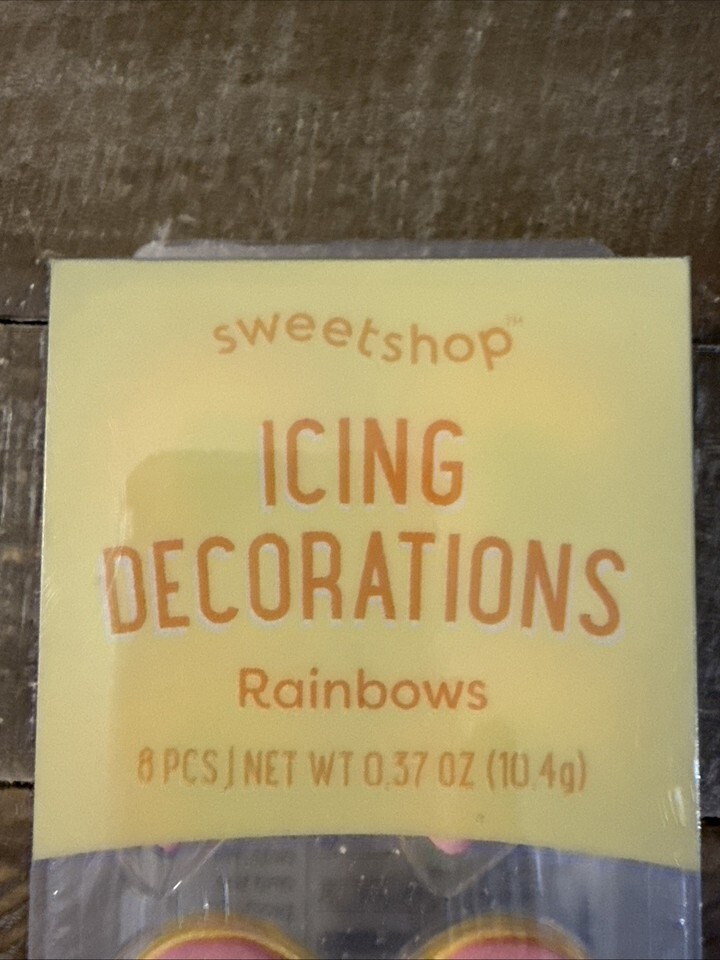 sweetshop™
ICING
DECORATIONS
Rainbows
8 PCS | NET WT 0.37 OZ (10.4g)